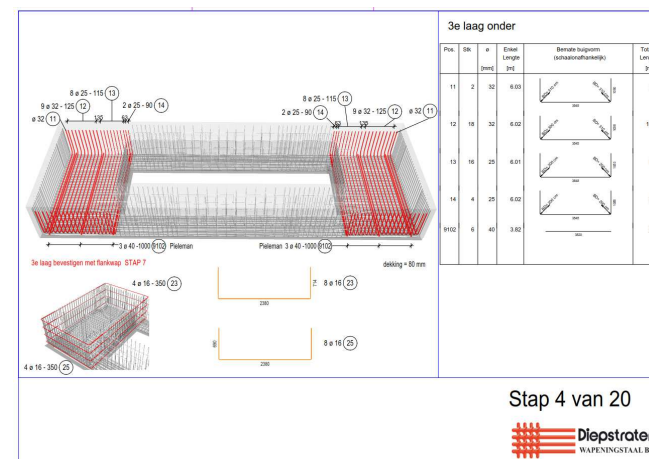 3e laag onder
Pos. Stk ø Enkel Lengte Bemate buigvorm
[mm] [m] (schaalonafhankelijk)
11 2 32 6.03
12 18 32 6.02
13 16 25 6.01
14 4 25 6.02
9102 6 40 3.82
8 ø 25 - 115 13
9 ø 32 - 125 12
2 ø 25 - 90 14
ø 32 11
8 ø 25 - 115 13
2 ø 25 - 90 14
9 ø 32 - 125 12
ø 32 11
3 ø 40 -1000 9102 Pieleman
Pieleman 3 ø 40 -1000 9102
3e laag bevestigen met flankwap STAP 7
dekking = 80 mm
4 ø 16 - 350 23
714
8 ø 16 23
2380
8 ø 16 25
2380
4 ø 16 - 350 25
Stap 4 van 20
Diepstrate
WAPENINGSTAAL B